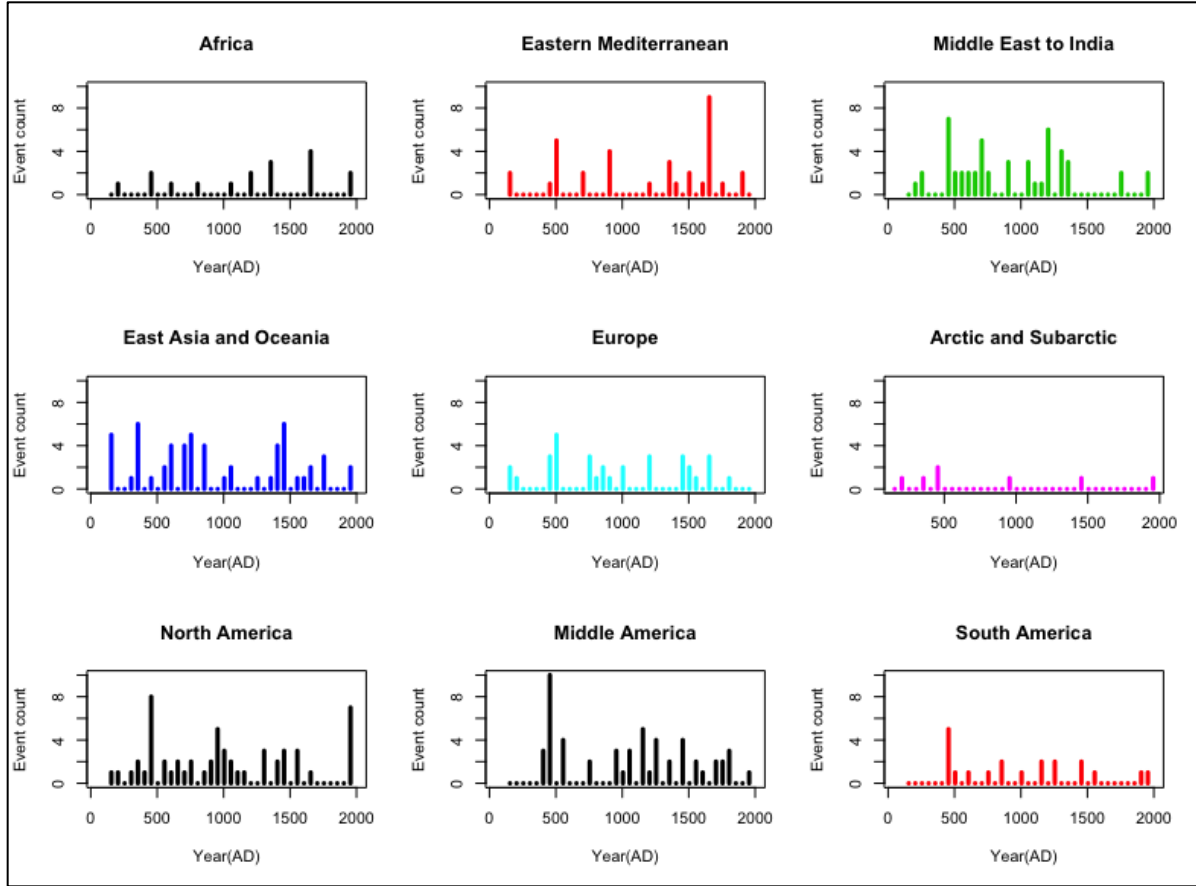 Africa
Event count
8
4
0
0 500 1000 1500 2000
Year(AD)
Eastern Mediterranean
Event count
8
4
0
0 500 1000 1500 2000
Year(AD)
Middle East to India
Event count
8
4
0
0 500 1000 1500 2000
Year(AD)
East Asia and Oceania
Event count
8
4
0
0 500 1000 1500 2000
Year(AD)
Europe
Event count
8
4
0
0 500 1000 1500 2000
Year(AD)
Arctic and Subarctic
Event count
8
4
0
500 1000 1500 2000
Year(AD)
North America
Event count
8
4
0
0 500 1000 1500 2000
Year(AD)
Middle America
Event count
8
4
0
0 500 1000 1500 2000
Year(AD)
South America
Event count
8
4
0
0 500 1000 1500 2000
Year(AD)